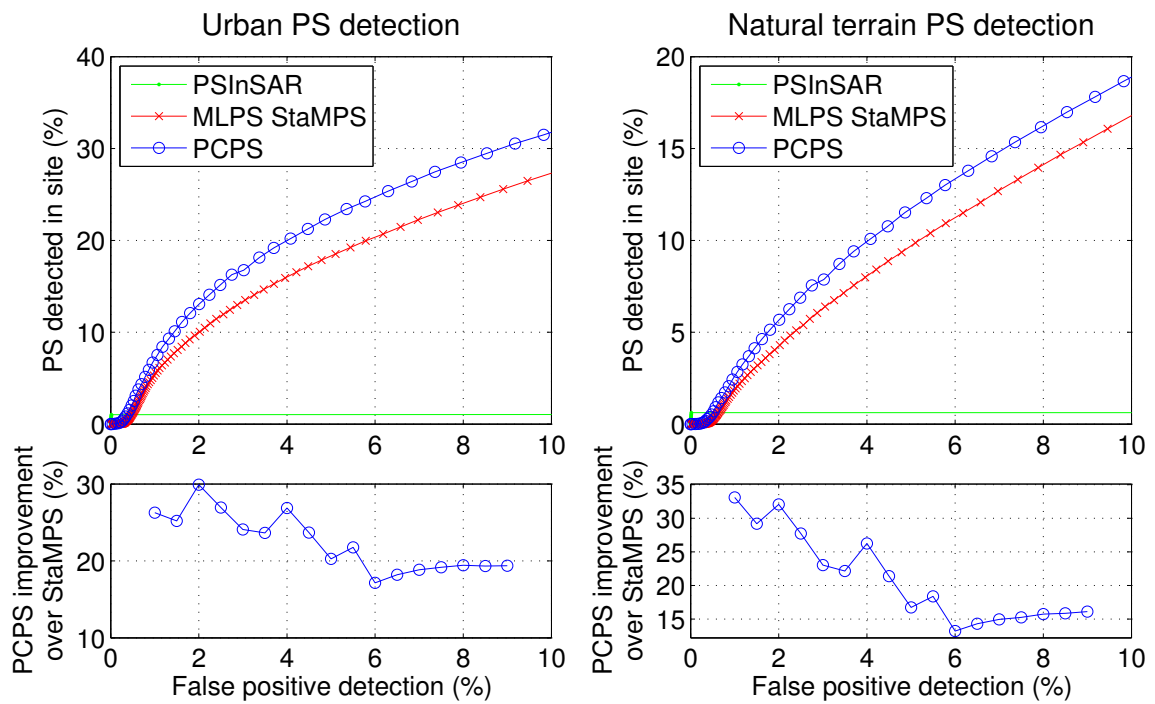 Urban PS detection
PS detected in site (%)
40
30
20
10
0
PSInSAR
MLPS StaMPS
PCPS
0 2 4 6 8 10
PCPS improvement
over StaMPS (%)
30
20
10
0 2 4 6 8 10
False positive detection (%)
Natural terrain PS detection
PS detected in site (%)
20
15
10
5
0
PSInSAR
MLPS StaMPS
PCPS
0 2 4 6 8 10
PCPS improvement
over StaMPS (%)
35
30
25
20
15
0 2 4 6 8 10
False positive detection (%)